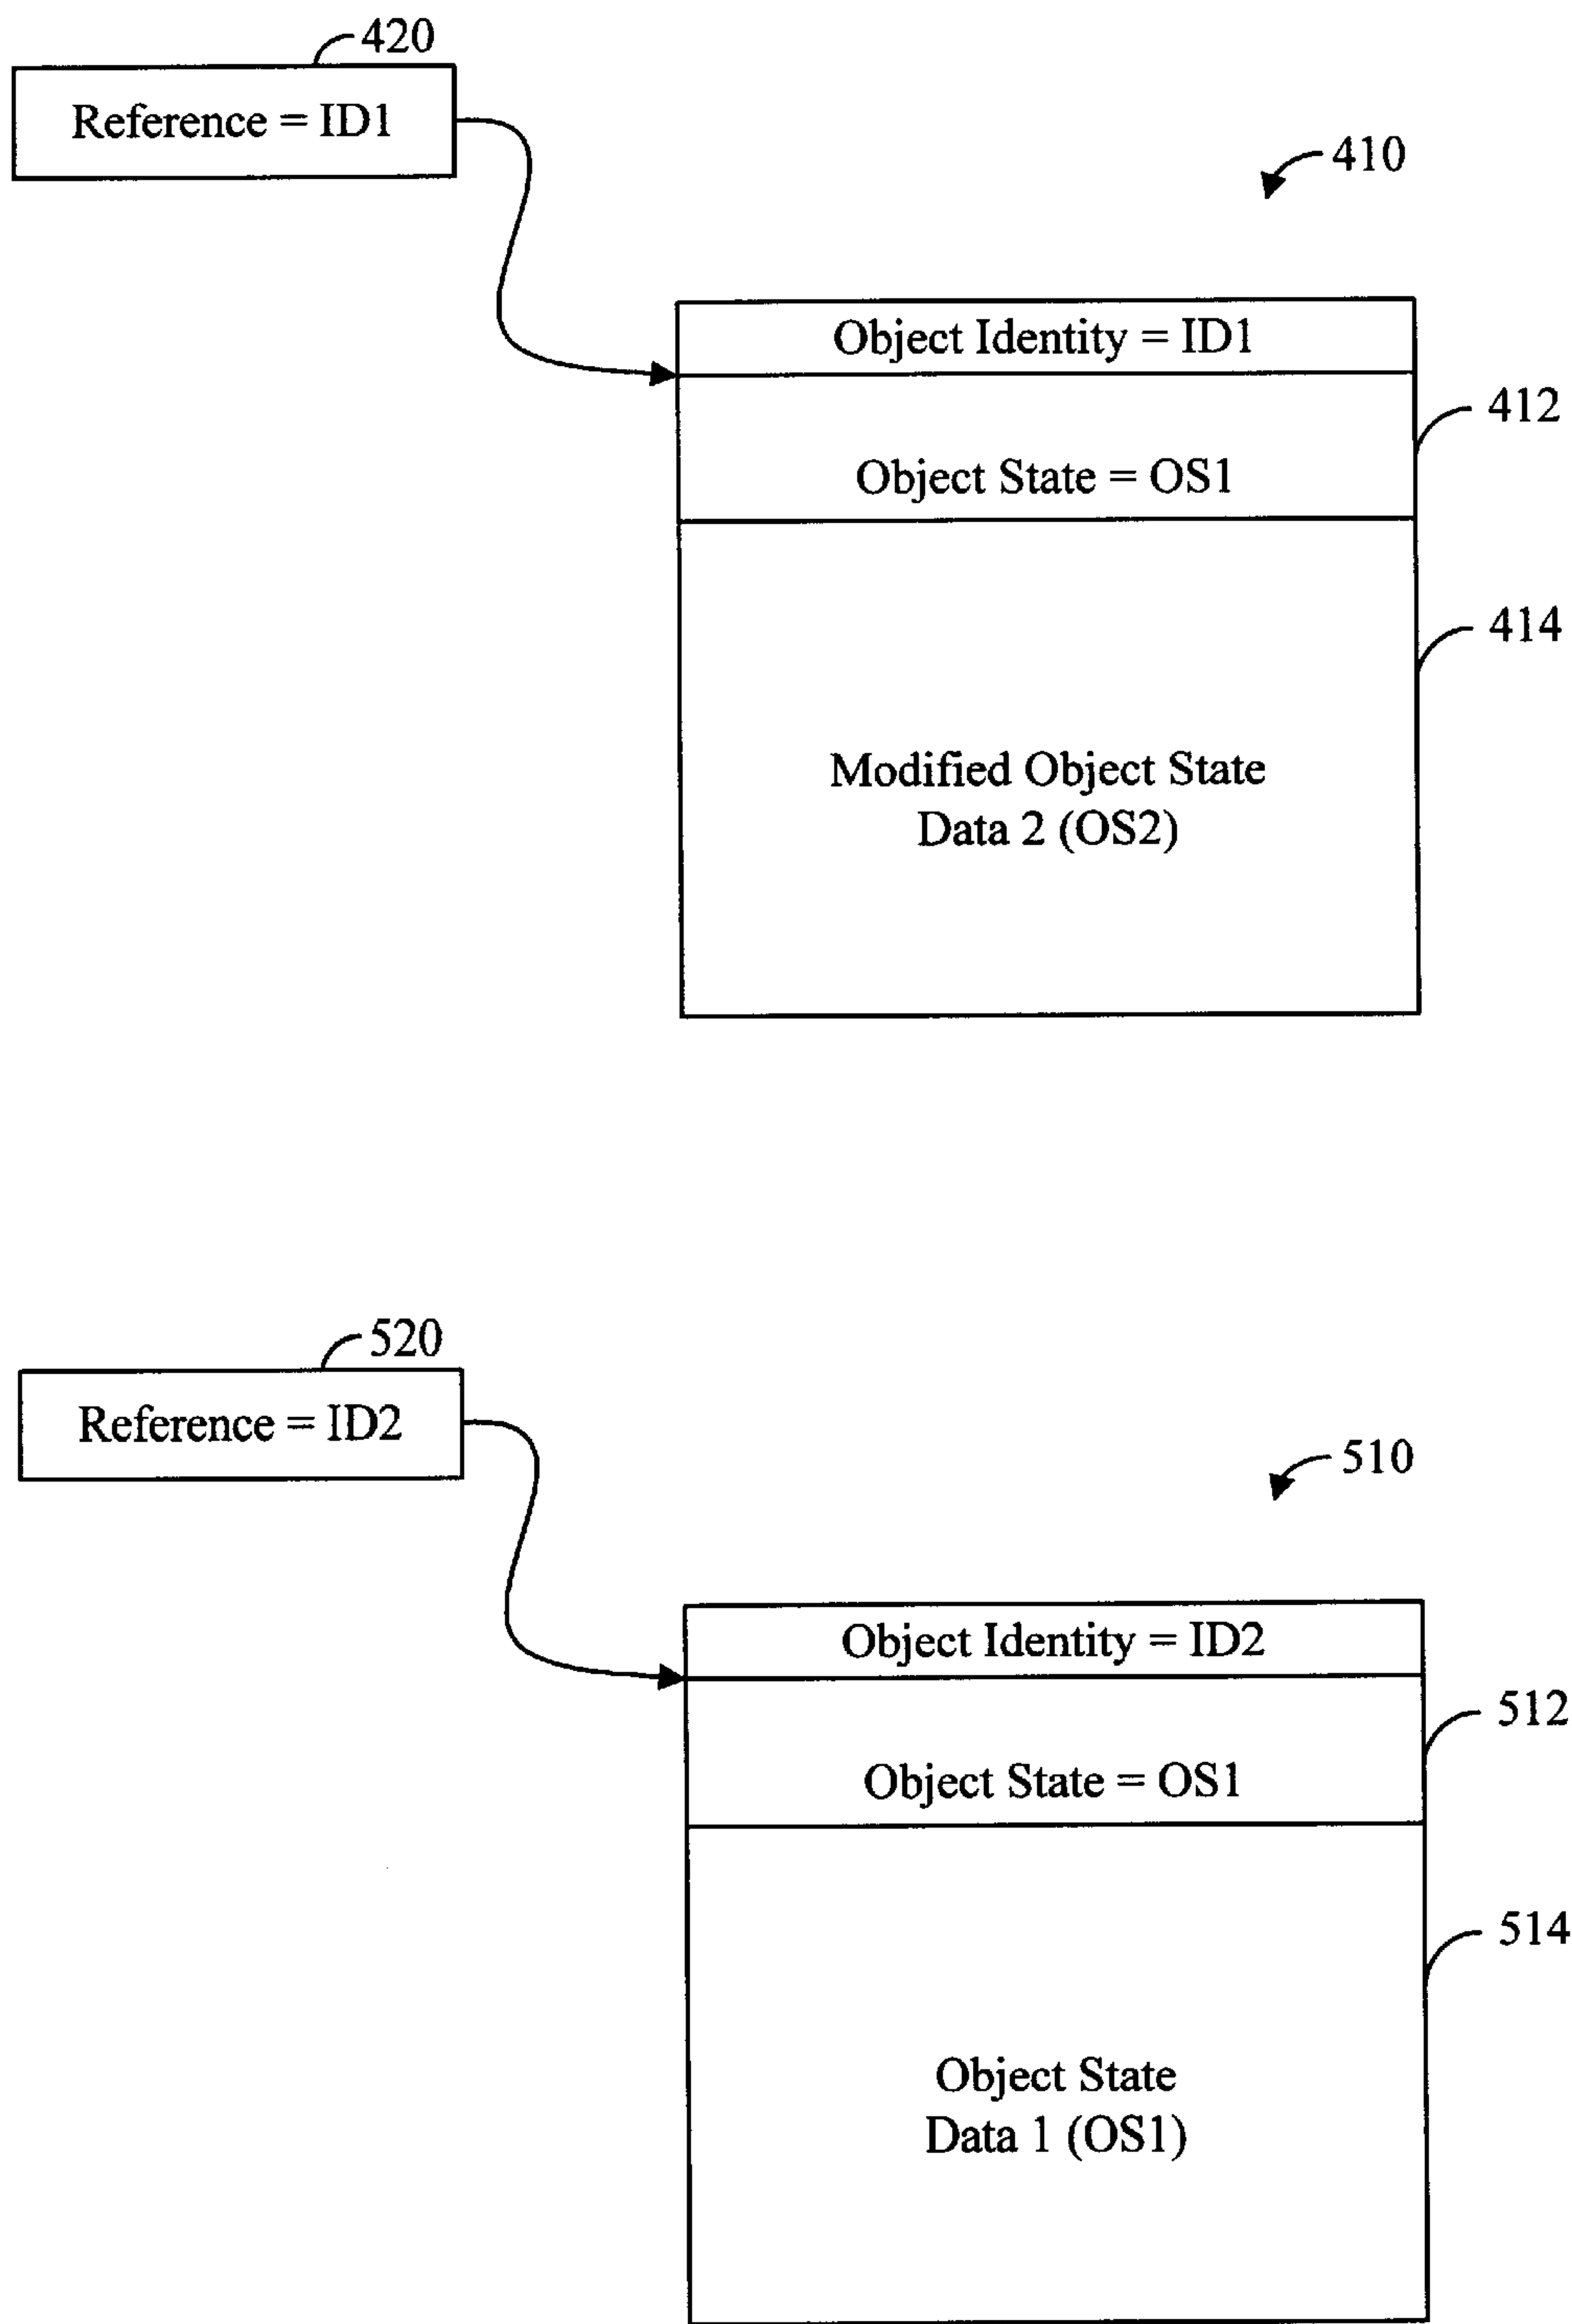 420
Reference = ID1
410
Object Identity = ID1
412
Object State = OS1
414
Modified Object State
Data 2 (OS2)
520
Reference = ID2
510
Object Identity = ID2
512
Object State = OS1
514
Object State
Data 1 (OS1)